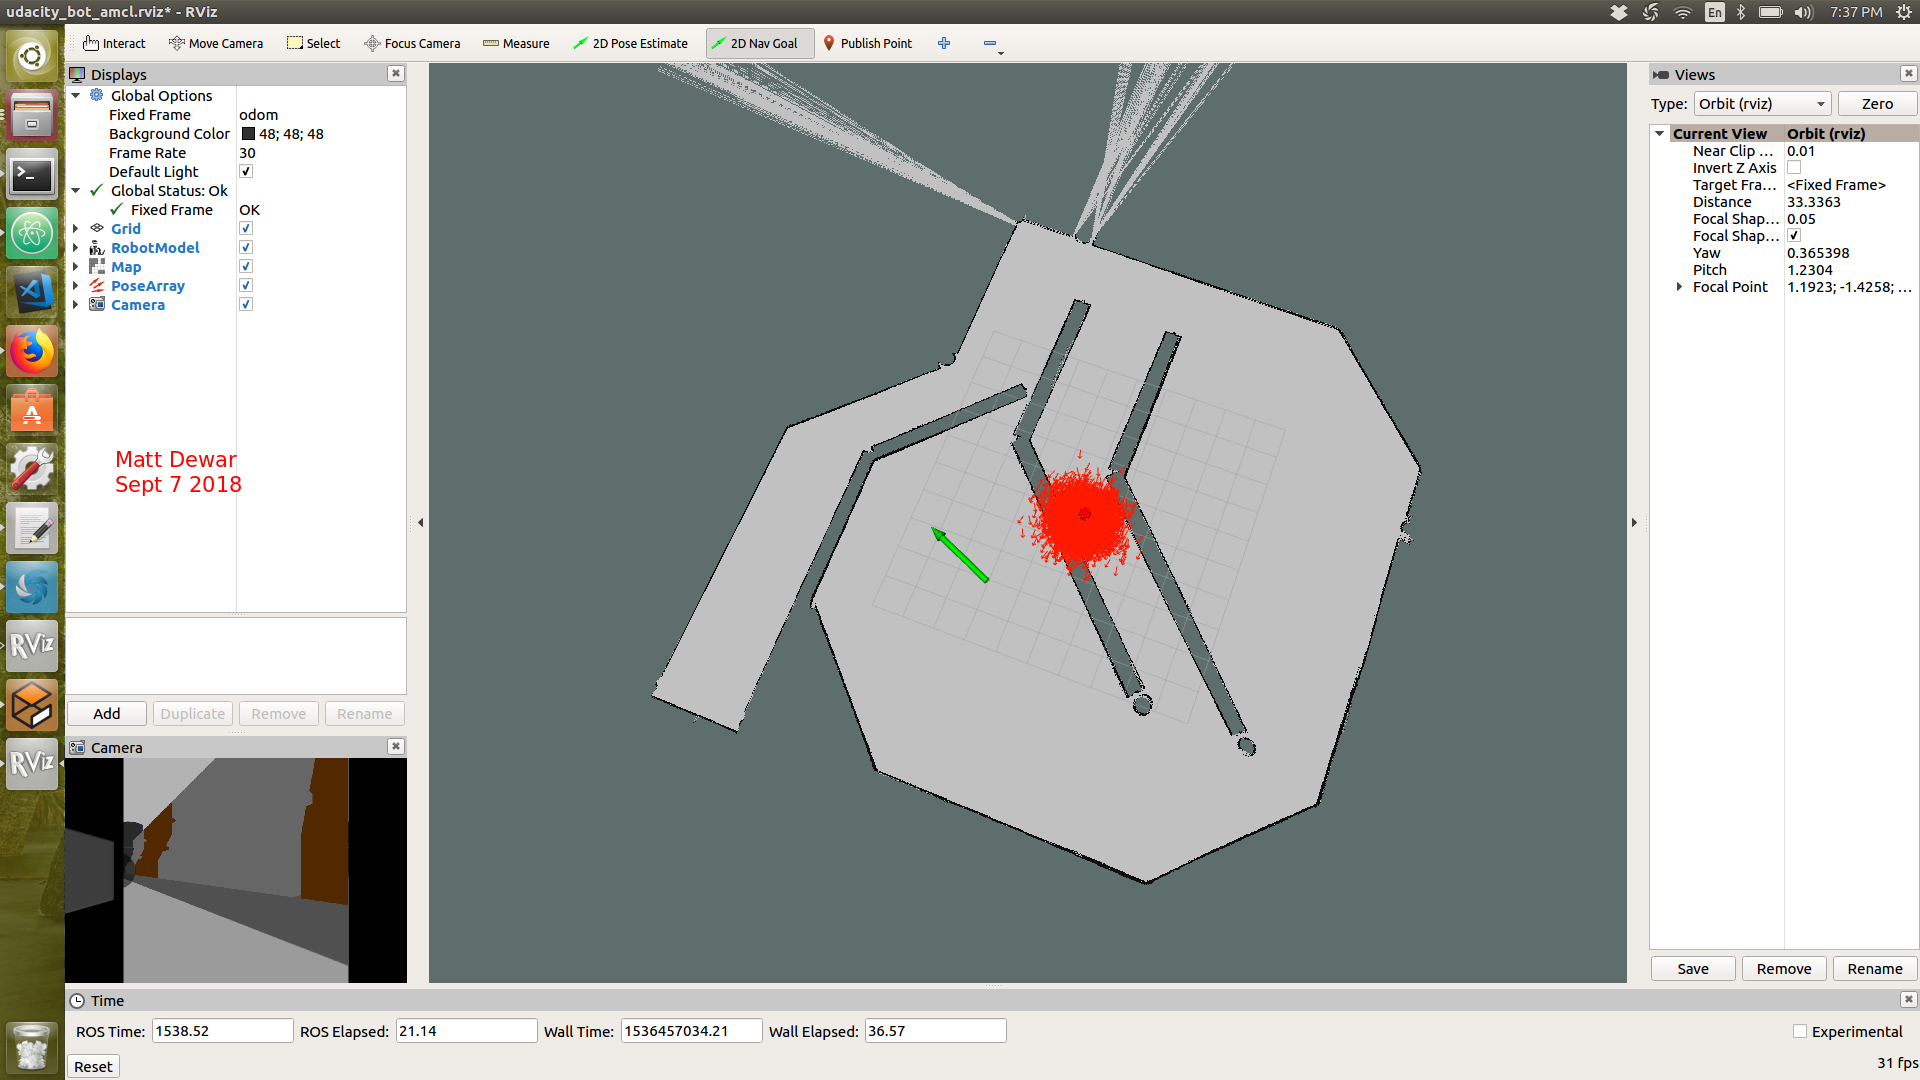 udacity_bot_amcl.rviz* - RViz
En
7:37 PM
Interact
Move Camera
Select
Focus Camera
Measure
2D Pose Estimate
2D Nav Goal
Publish Point
Displays
Global Options
Fixed Frame odom
Background Color 48; 48; 48
Frame Rate 30
Default Light
Global Status: Ok
Fixed Frame OK
Grid
RobotModel
Map
PoseArray
Camera
Matt Dewar
Sept 7 2018
Add Duplicate Remove Rename
Camera
RViz
RViz
Views
Type: Orbit (rviz) Zero
Current View Orbit (rviz)
Near Clip ... 0.01
Invert Z Axis
Target Fra... <Fixed Frame>
Distance 33.3363
Focal Shap... 0.05
Focal Shap...
Yaw 0.365398
Pitch 1.2304
Focal Point 1.1923; -1.4258; ...
Save Remove Rename
Time
ROS Time: 1538.52 ROS Elapsed: 21.14 Wall Time: 1536457034.21 Wall Elapsed: 36.57 Experimental
Reset
31 fps